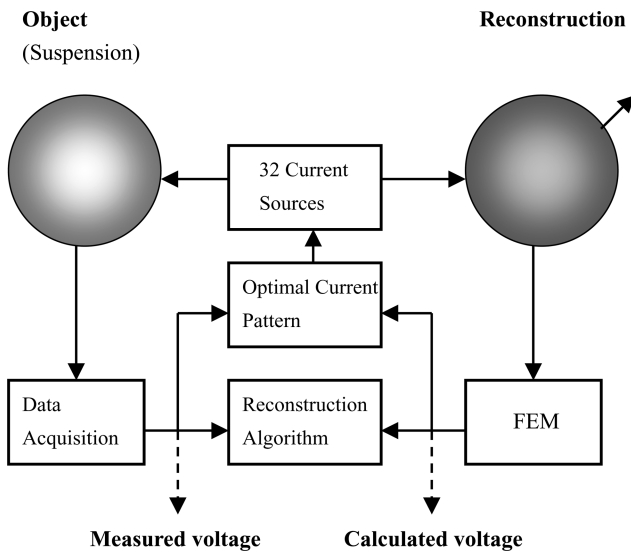 Object
(Suspension)
Reconstruction
32 Current
Sources
Optimal Current
Pattern
Data
Acquisition
Reconstruction
Algorithm
FEM
Measured voltage
Calculated voltage